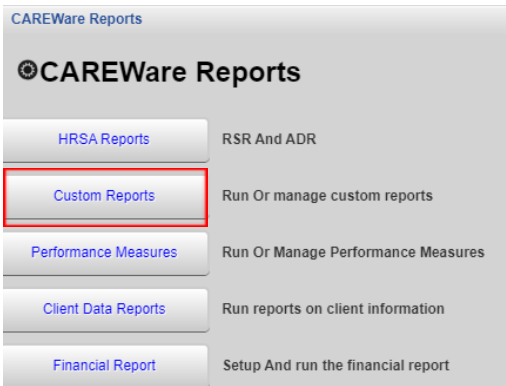 CAREWare Reports
CAREWare Reports
HRSA Reports RSR And ADR
Custom Reports Run Or manage custom reports
Performance Measures Run Or Manage Performance Measures
Client Data Reports Run reports on client information
Financial Report Setup And run the financial report